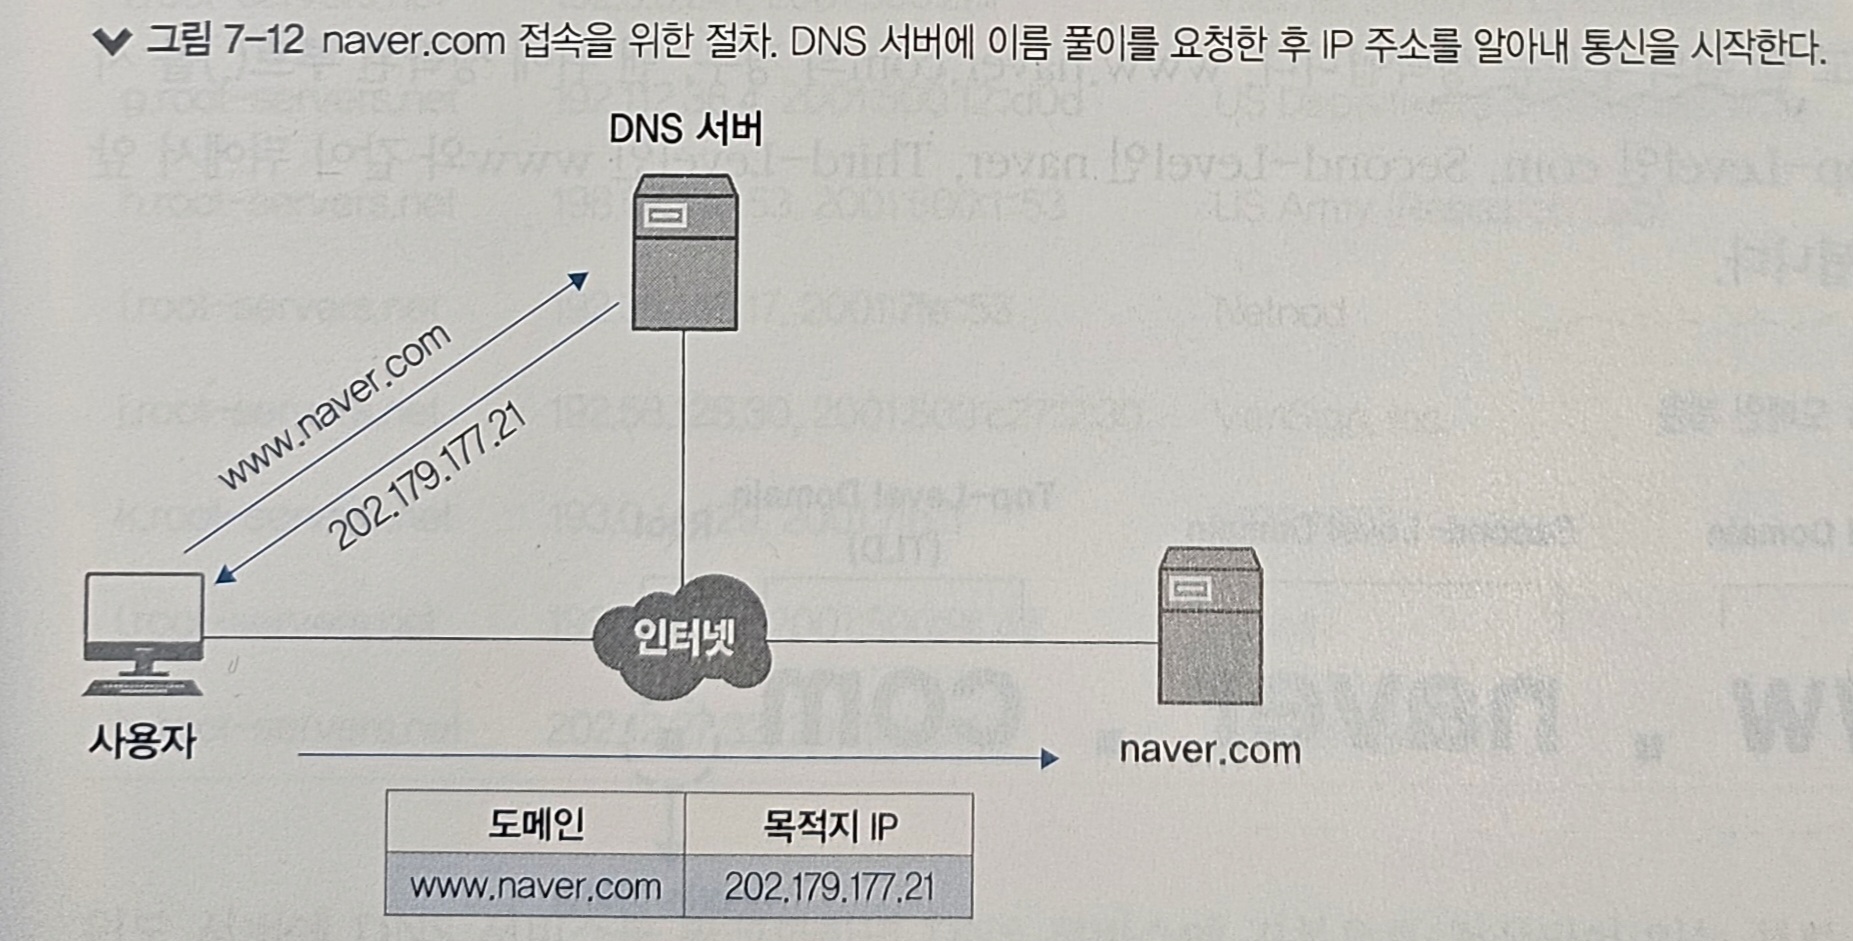 그림 7-12 naver.com 접속을 위한 절차. DNS 서버에 이름 풀이를 요청한 후 IP 주소를 알아내 통신을 시작한다.
DNS 서버
www.naver.com
202.179.177.21
인터넷
사용자
naver.com
도메인 목적지 IP
www.naver.com 202.179.177.21